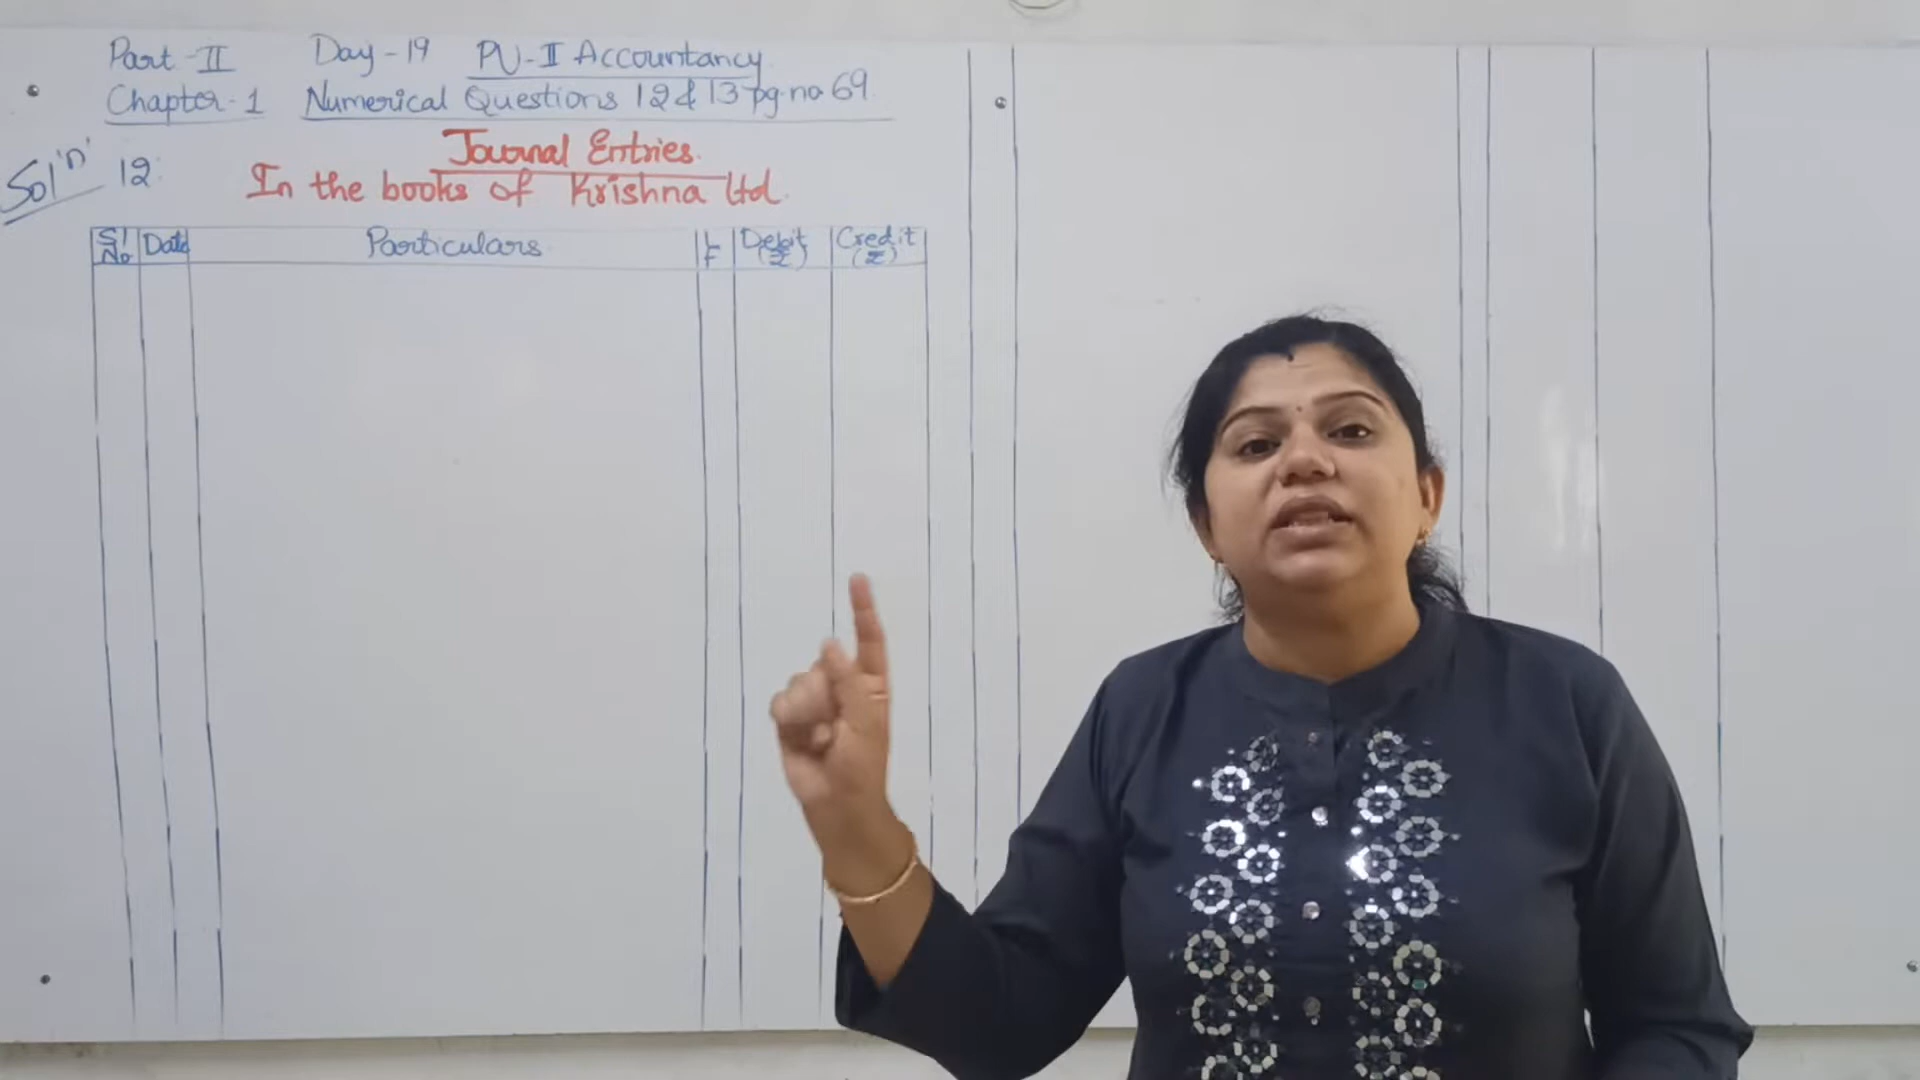 Part-II Day-19 PU-II Accountancy
Chapter-1 Numerical Questions 12 & 13 pg.no 69.
Sol'n' 12. Journal Entries.
In the books of Krishna ltd.
Sl No Date Particulars LF Debit (₹) Credit (₹)